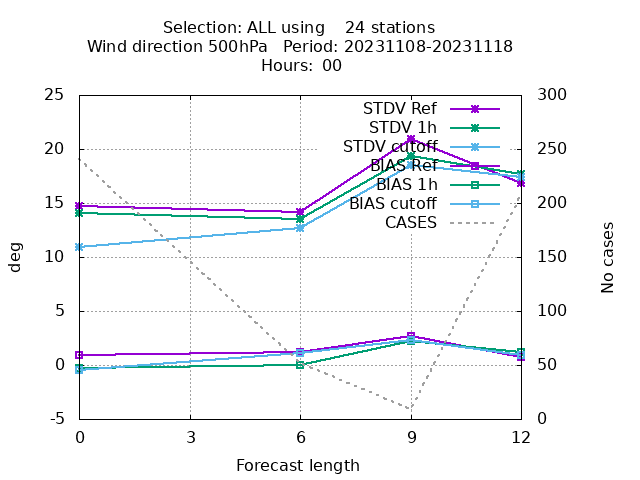 Selection: ALL using    24 stations
Wind direction 500hPa   Period: 20231108-20231118
Hours: 00
25
20
15
10
5
0
-5
300
250
200
150
100
50
0
deg
No cases
STDV Ref
STDV 1h
STDV cutoff
BIAS Ref
BIAS 1h
BIAS cutoff
CASES
0 3 6 9 12
Forecast length